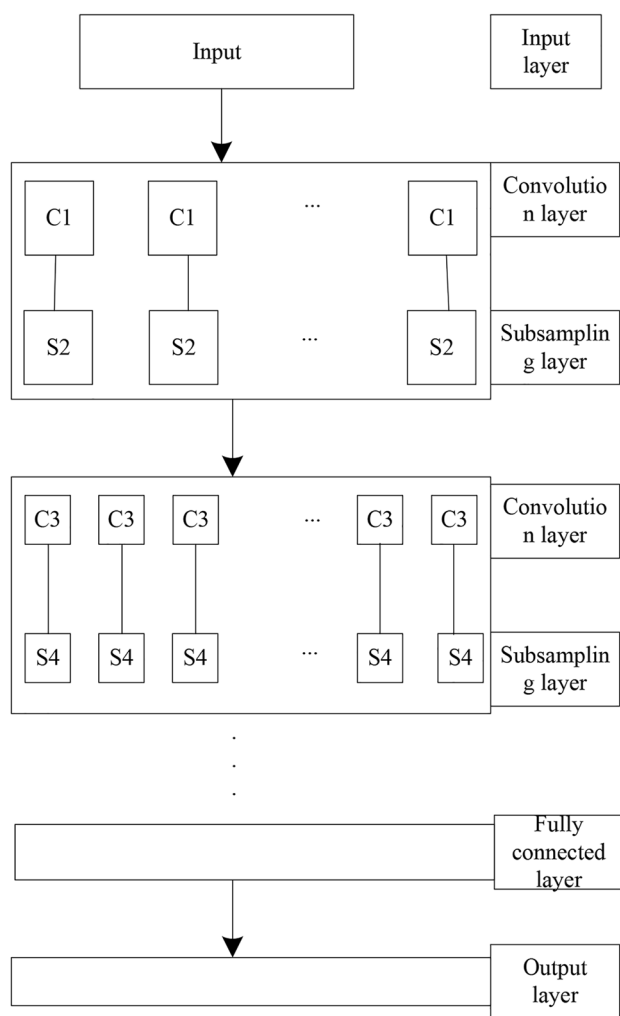 Input
Input
layer
C1 C1 ... C1
Convolutio
n layer
S2 S2 ... S2
Subsamplin
g layer
C3 C3 C3 ... C3 C3
Convolutio
n layer
S4 S4 S4 ... S4 S4
Subsamplin
g layer
.
.
.
Fully
connected
layer
Output
layer